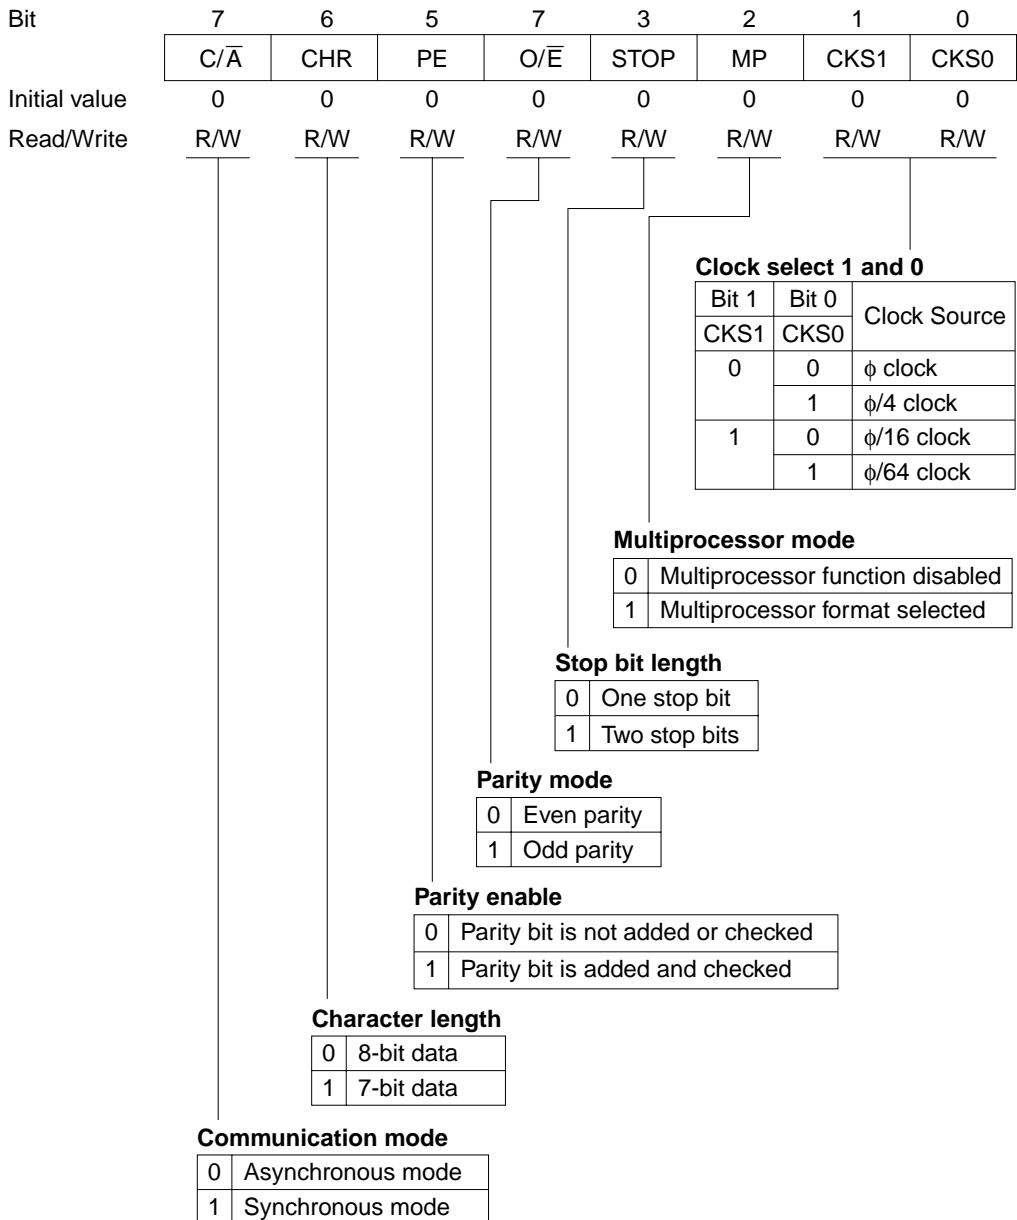 Bit 7 6 5 7 3 2 1 0
C/A̅ CHR PE O/E̅ STOP MP CKS1 CKS0
Initial value 0 0 0 0 0 0 0 0
Read/Write R/W R/W R/W R/W R/W R/W R/W R/W
Clock select 1 and 0
Bit 1 Bit 0 Clock Source
CKS1 CKS0
0 0 ϕ clock
1 ϕ/4 clock
1 0 ϕ/16 clock
1 ϕ/64 clock
Multiprocessor mode
0 Multiprocessor function disabled
1 Multiprocessor format selected
Stop bit length
0 One stop bit
1 Two stop bits
Parity mode
0 Even parity
1 Odd parity
Parity enable
0 Parity bit is not added or checked
1 Parity bit is added and checked
Character length
0 8-bit data
1 7-bit data
Communication mode
0 Asynchronous mode
1 Synchronous mode